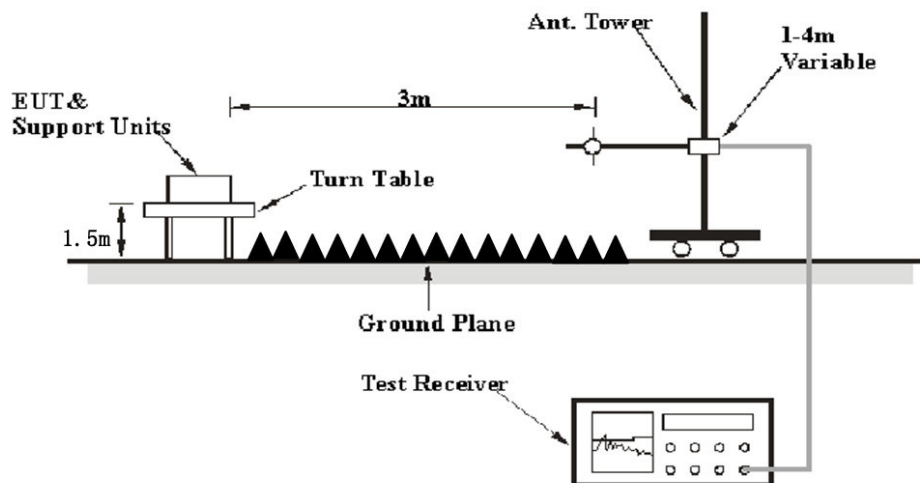 Ant. Tower
1-4m
Variable
EUT&
Support Units
3m
Turn Table
1.5m
Ground Plane
Test Receiver